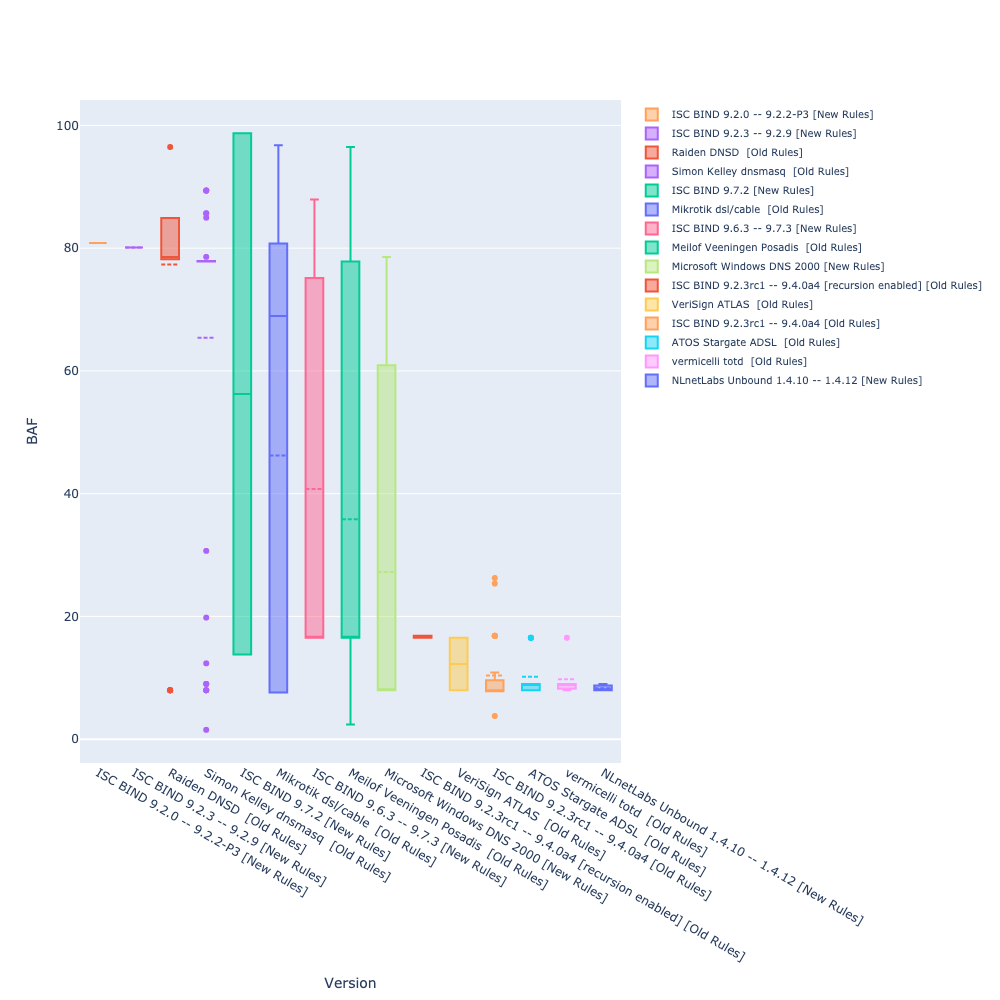 100
80
60
40
20
0
BAF
ISC BIND 9.2.0 -- 9.2.2-P3 [New Rules]
ISC BIND 9.2.3 -- 9.2.9 [New Rules]
Raiden DNSD  [Old Rules]
Simon Kelley dnsmasq  [Old Rules]
ISC BIND 9.7.2 [New Rules]
Mikrotik dsl/cable  [Old Rules]
ISC BIND 9.6.3 -- 9.7.3 [New Rules]
Meilof Veeningen Posadis  [Old Rules]
Microsoft Windows DNS 2000 [New Rules]
ISC BIND 9.2.3rc1 -- 9.4.0a4 [recursion enabled] [Old Rules]
VeriSign ATLAS  [Old Rules]
ISC BIND 9.2.3rc1 -- 9.4.0a4 [Old Rules]
ATOS Stargate ADSL  [Old Rules]
vermicelli totd  [Old Rules]
NLnetLabs Unbound 1.4.10 -- 1.4.12 [New Rules]
Version
ISC BIND 9.2.0 -- 9.2.2-P3 [New Rules]
ISC BIND 9.2.3 -- 9.2.9 [New Rules]
Raiden DNSD  [Old Rules]
Simon Kelley dnsmasq  [Old Rules]
ISC BIND 9.7.2 [New Rules]
Mikrotik dsl/cable  [Old Rules]
ISC BIND 9.6.3 -- 9.7.3 [New Rules]
Meilof Veeningen Posadis  [Old Rules]
Microsoft Windows DNS 2000 [New Rules]
ISC BIND 9.2.3rc1 -- 9.4.0a4 [recursion enabled] [Old Rules]
VeriSign ATLAS  [Old Rules]
ISC BIND 9.2.3rc1 -- 9.4.0a4 [Old Rules]
ATOS Stargate ADSL  [Old Rules]
vermicelli totd  [Old Rules]
NLnetLabs Unbound 1.4.10 -- 1.4.12 [New Rules]